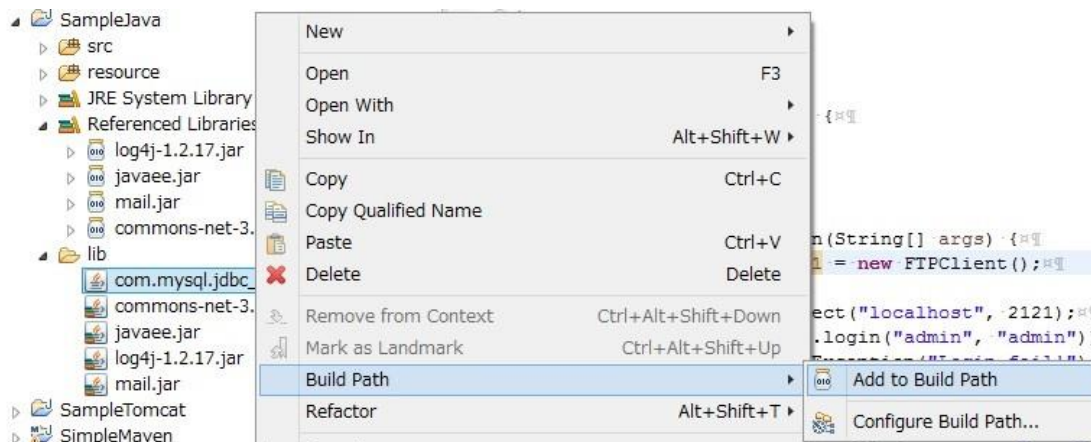 SampleJava
src
resource
JRE System Library
Referenced Libraries
log4j-1.2.17.jar
javaee.jar
mail.jar
commons-net-3.
lib
com.mysql.jdbc_
commons-net-3.
javaee.jar
log4j-1.2.17.jar
mail.jar
SampleTomcat
SimpleMaven
New
Open F3
Open With
Show In Alt+Shift+W
Copy Ctrl+C
Copy Qualified Name
Paste Ctrl+V
Delete Delete
Remove from Context Ctrl+Alt+Shift+Down
Mark as Landmark Ctrl+Alt+Shift+Up
Build Path
Refactor Alt+Shift+T
{
n(String[] args) {
1 = new FTPClient();
ect("localhost", 2121);
.login("admin", "admin")
Add to Build Path
Configure Build Path...